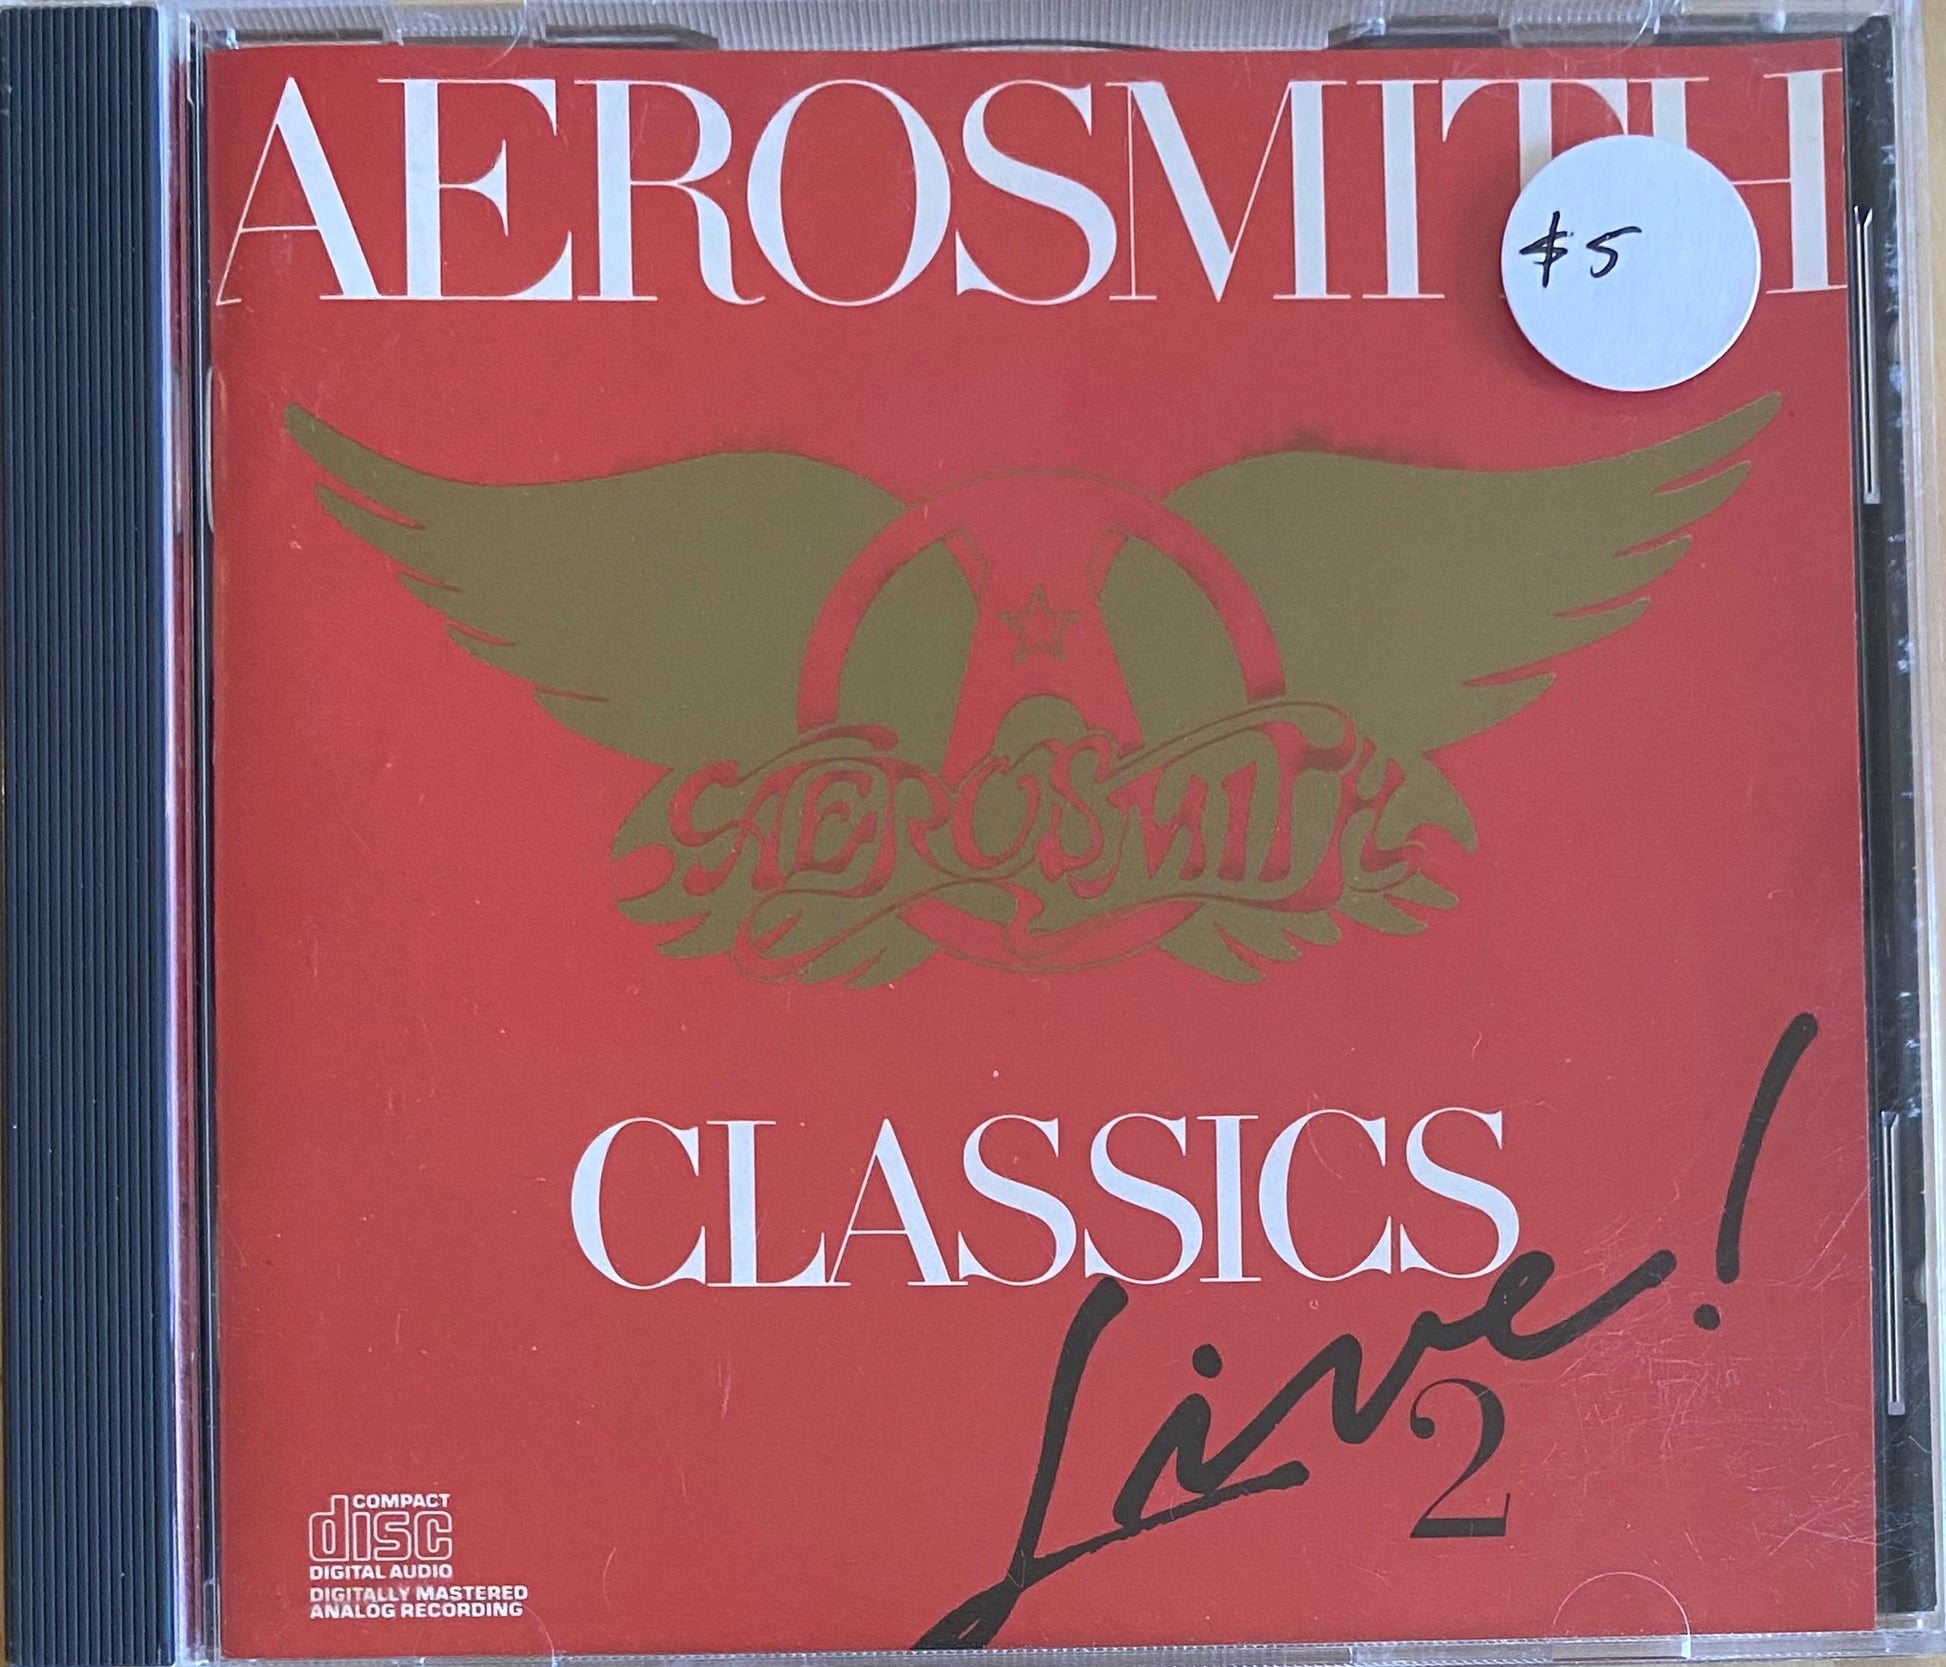 AEROSMITH
$5
AEROSMITH
CLASSICS
Live!
2
COMPACT
disc
DIGITAL AUDIO
DIGITALLY MASTERED
ANALOG RECORDING